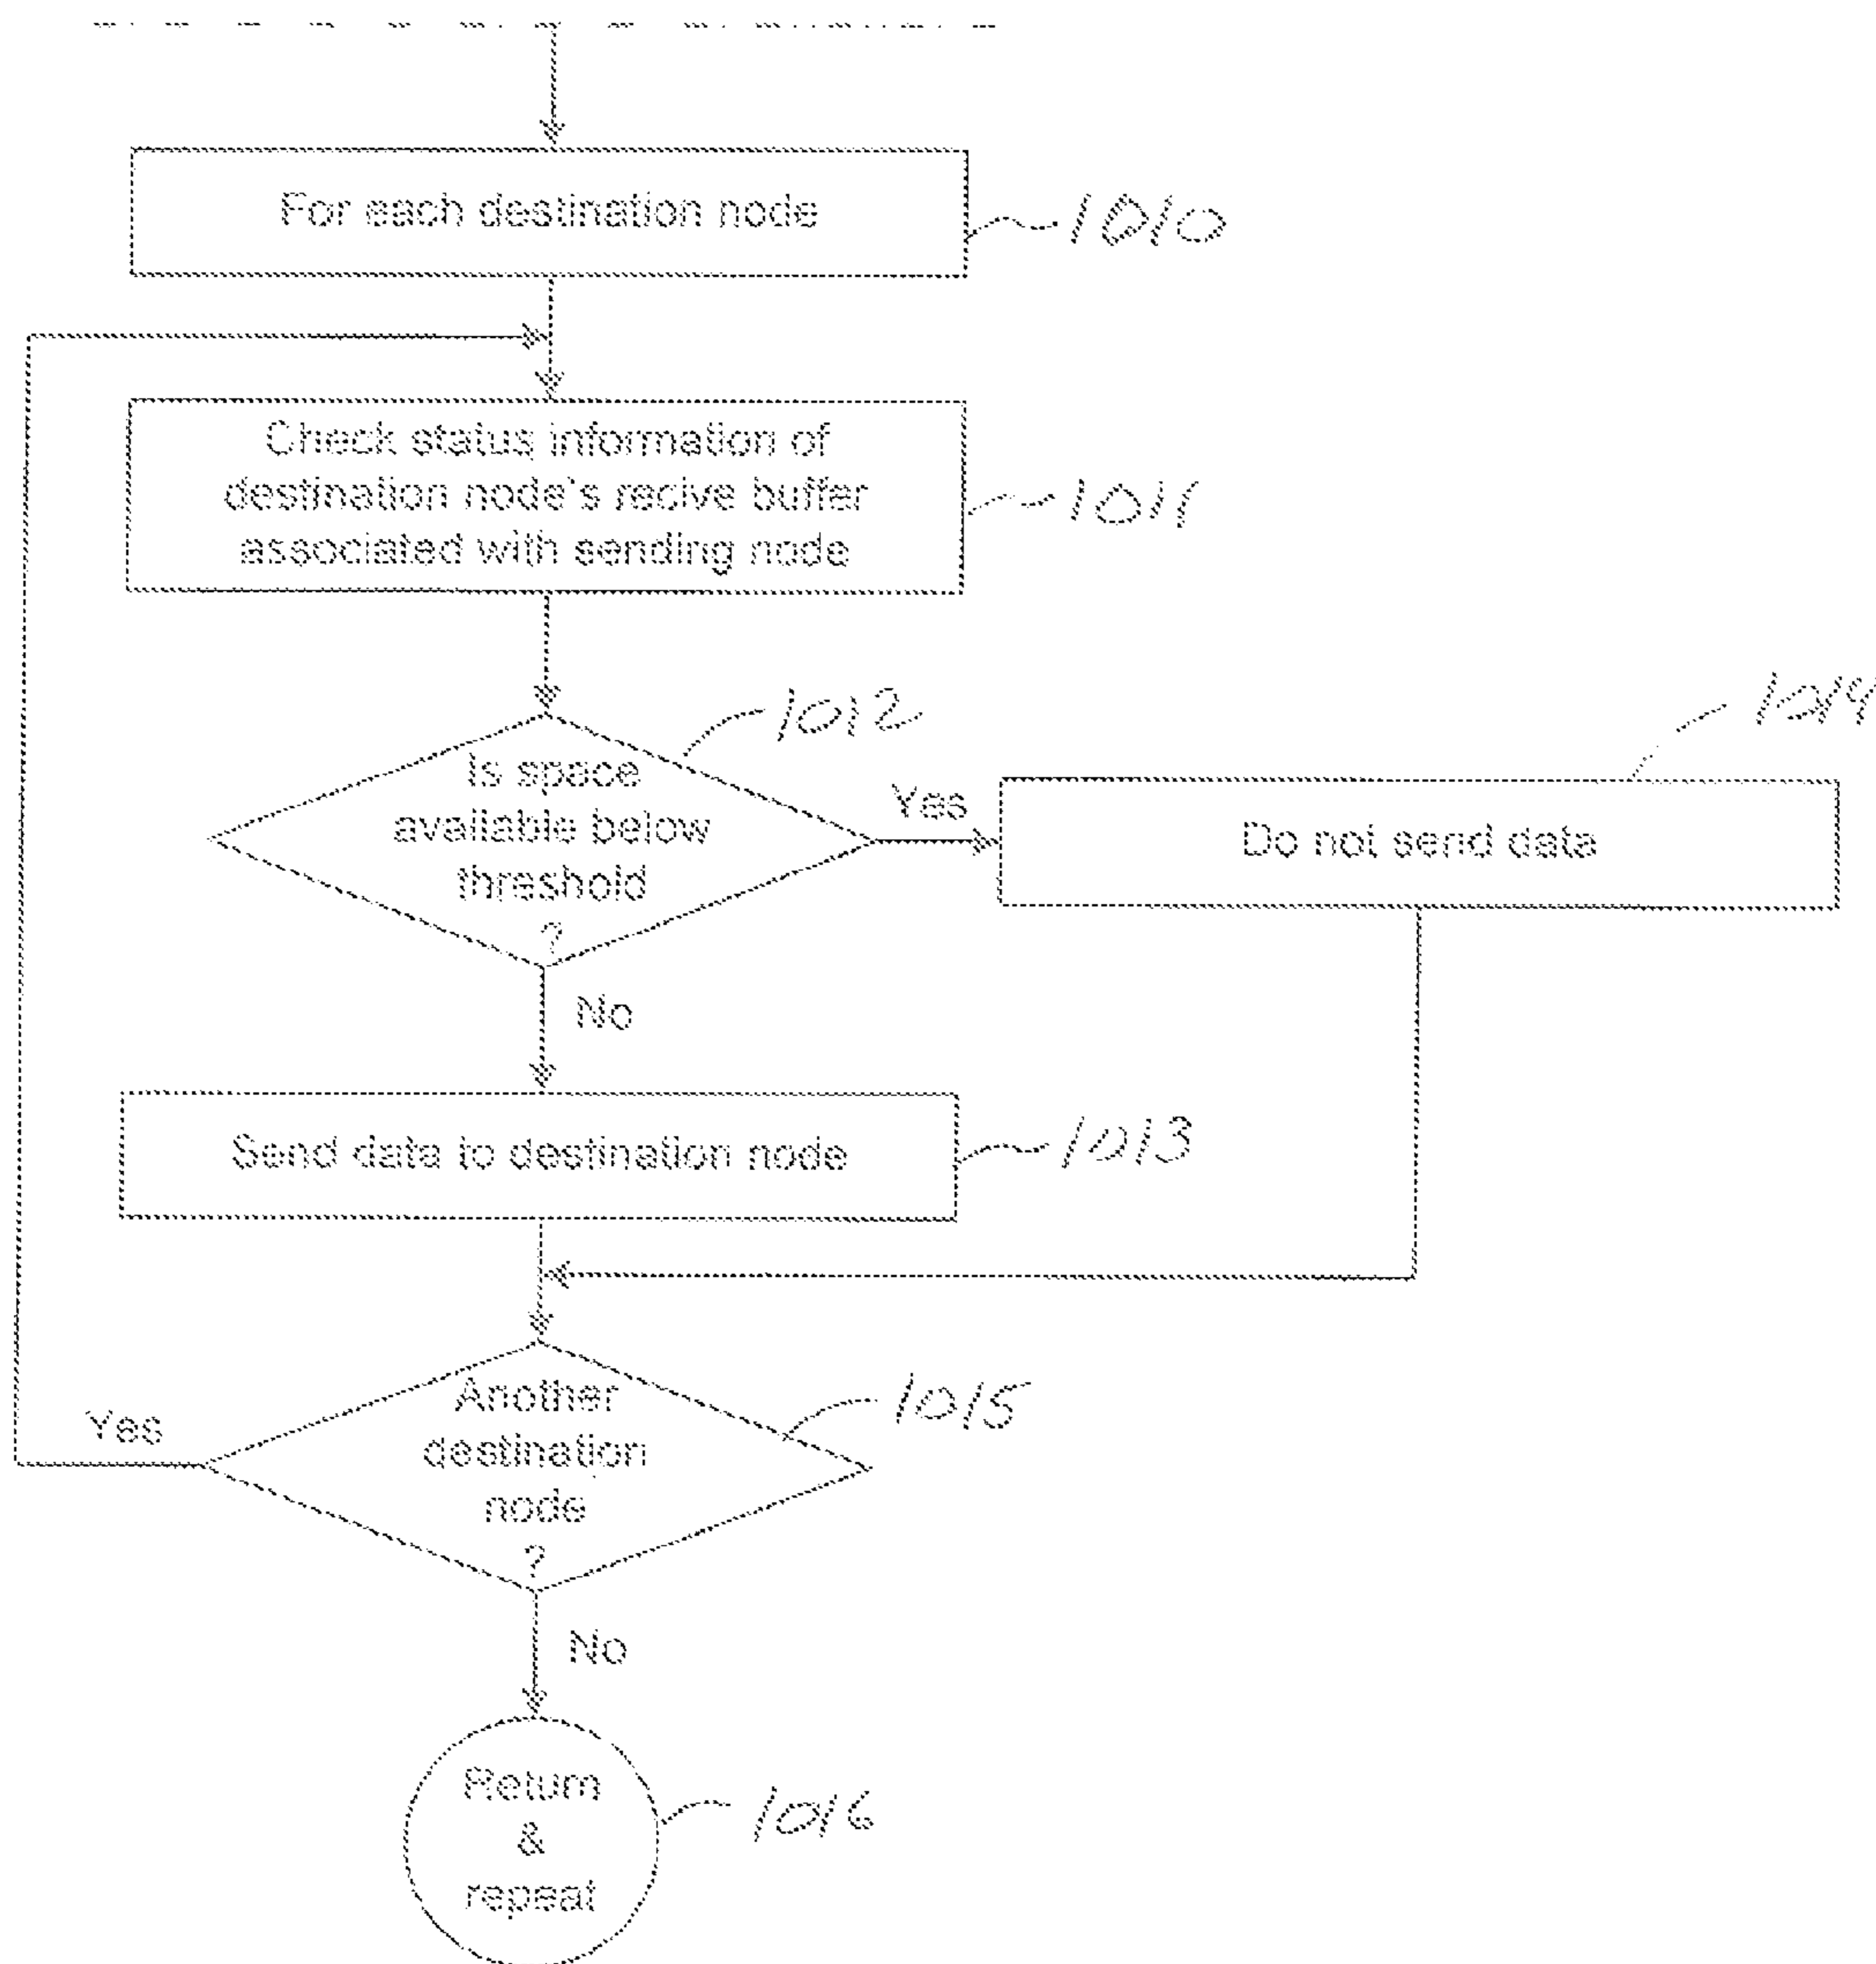 For each destination node
1010
Check status information of
destination node's recive buffer
associated with sending node
1011
1012
Is space
available below
threshold
?
Yes
1014
Do not send data
No
Send data to destination node
1013
Another
destination
node
?
1015
Yes
No
Return
&
repeat
1016